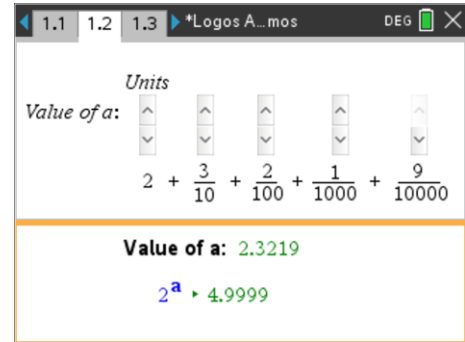 1.1 1.2 1.3 *Logos A...mos DEG
Units
Value of a:
2 + 3/10 + 2/100 + 1/1000 + 9/10000
Value of a: 2.3219
2^a ▸ 4.9999